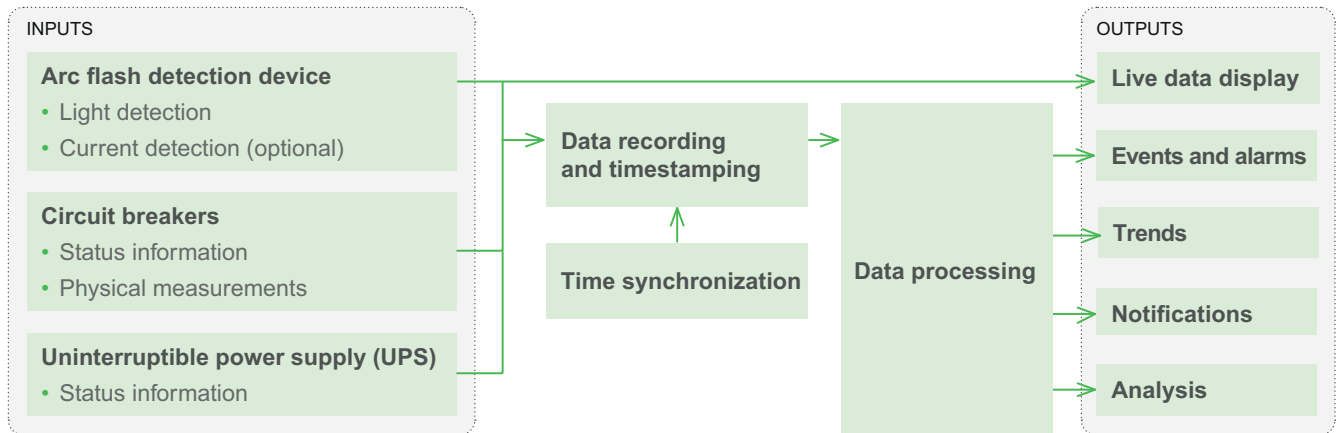 INPUTS
Arc flash detection device
• Light detection
• Current detection (optional)
Circuit breakers
• Status information
• Physical measurements
Uninterruptible power supply (UPS)
• Status information
Data recording
and timestamping
Time synchronization
Data processing
OUTPUTS
Live data display
Events and alarms
Trends
Notifications
Analysis